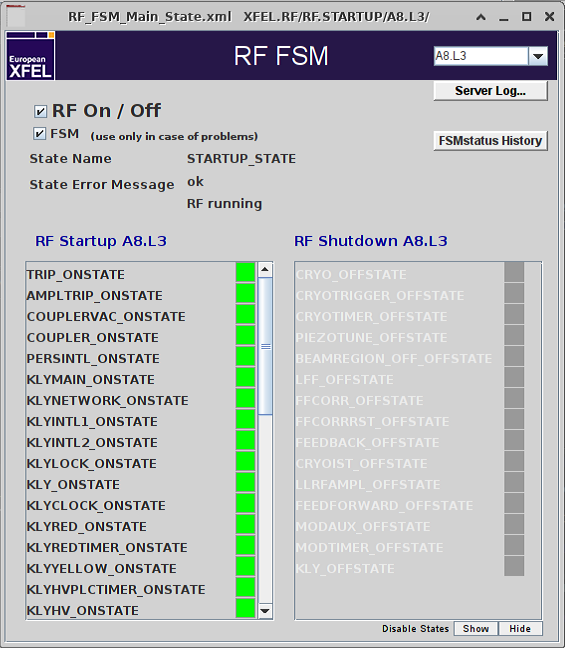 RF_FSM_Main_State.xml XFEL.RF/RF.STARTUP/A8.L3/
European
XFEL
RF FSM
A8.L3
Server Log...
RF On / Off
FSM (use only in case of problems)
FSMstatus History
State Name STARTUP_STATE
State Error Message ok
RF running
RF Startup A8.L3
TRIP_ONSTATE
AMPLTRIP_ONSTATE
COUPLERVAC_ONSTATE
COUPLER_ONSTATE
PERSINTL_ONSTATE
KLYMAIN_ONSTATE
KLYNETWORK_ONSTATE
KLYINTL1_ONSTATE
KLYINTL2_ONSTATE
KLYLOCK_ONSTATE
KLY_ONSTATE
KLYCLOCK_ONSTATE
KLYRED_ONSTATE
KLYREDTIMER_ONSTATE
KLYYELLOW_ONSTATE
KLYHVPLCTIMER_ONSTATE
KLYHV_ONSTATE
RF Shutdown A8.L3
CRYO_OFFSTATE
CRYOTRIGGER_OFFSTATE
CRYOTIMER_OFFSTATE
PIEZOTUNE_OFFSTATE
BEAMREGION_OFF_OFFSTATE
LFF_OFFSTATE
FFCORR_OFFSTATE
FFCORRRST_OFFSTATE
FEEDBACK_OFFSTATE
CRYOIST_OFFSTATE
LLRFAMPL_OFFSTATE
FEEDFORWARD_OFFSTATE
MODAUX_OFFSTATE
MODTIMER_OFFSTATE
KLY_OFFSTATE
Disable States Show Hide